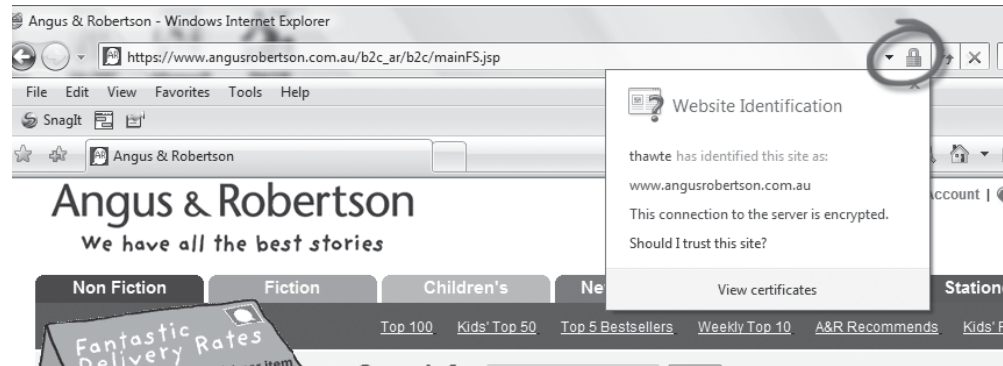 Angus & Robertson - Windows Internet Explorer
https://www.angusrobertson.com.au/b2c_ar/b2c/mainFS.jsp
File Edit View Favorites Tools Help
SnagIt
Angus & Robertson
Website Identification
thawte has identified this site as:
www.angusrobertson.com.au
This connection to the server is encrypted.
Should I trust this site?
View certificates
Account |
Angus & Robertson
We have all the best stories
Non Fiction Fiction Children's Ne Station
Top 100 Kids' Top 50 Top 5 Bestsellers Weekly Top 10 A&R Recommends Kids'
Fantastic
Delivery Rates
item